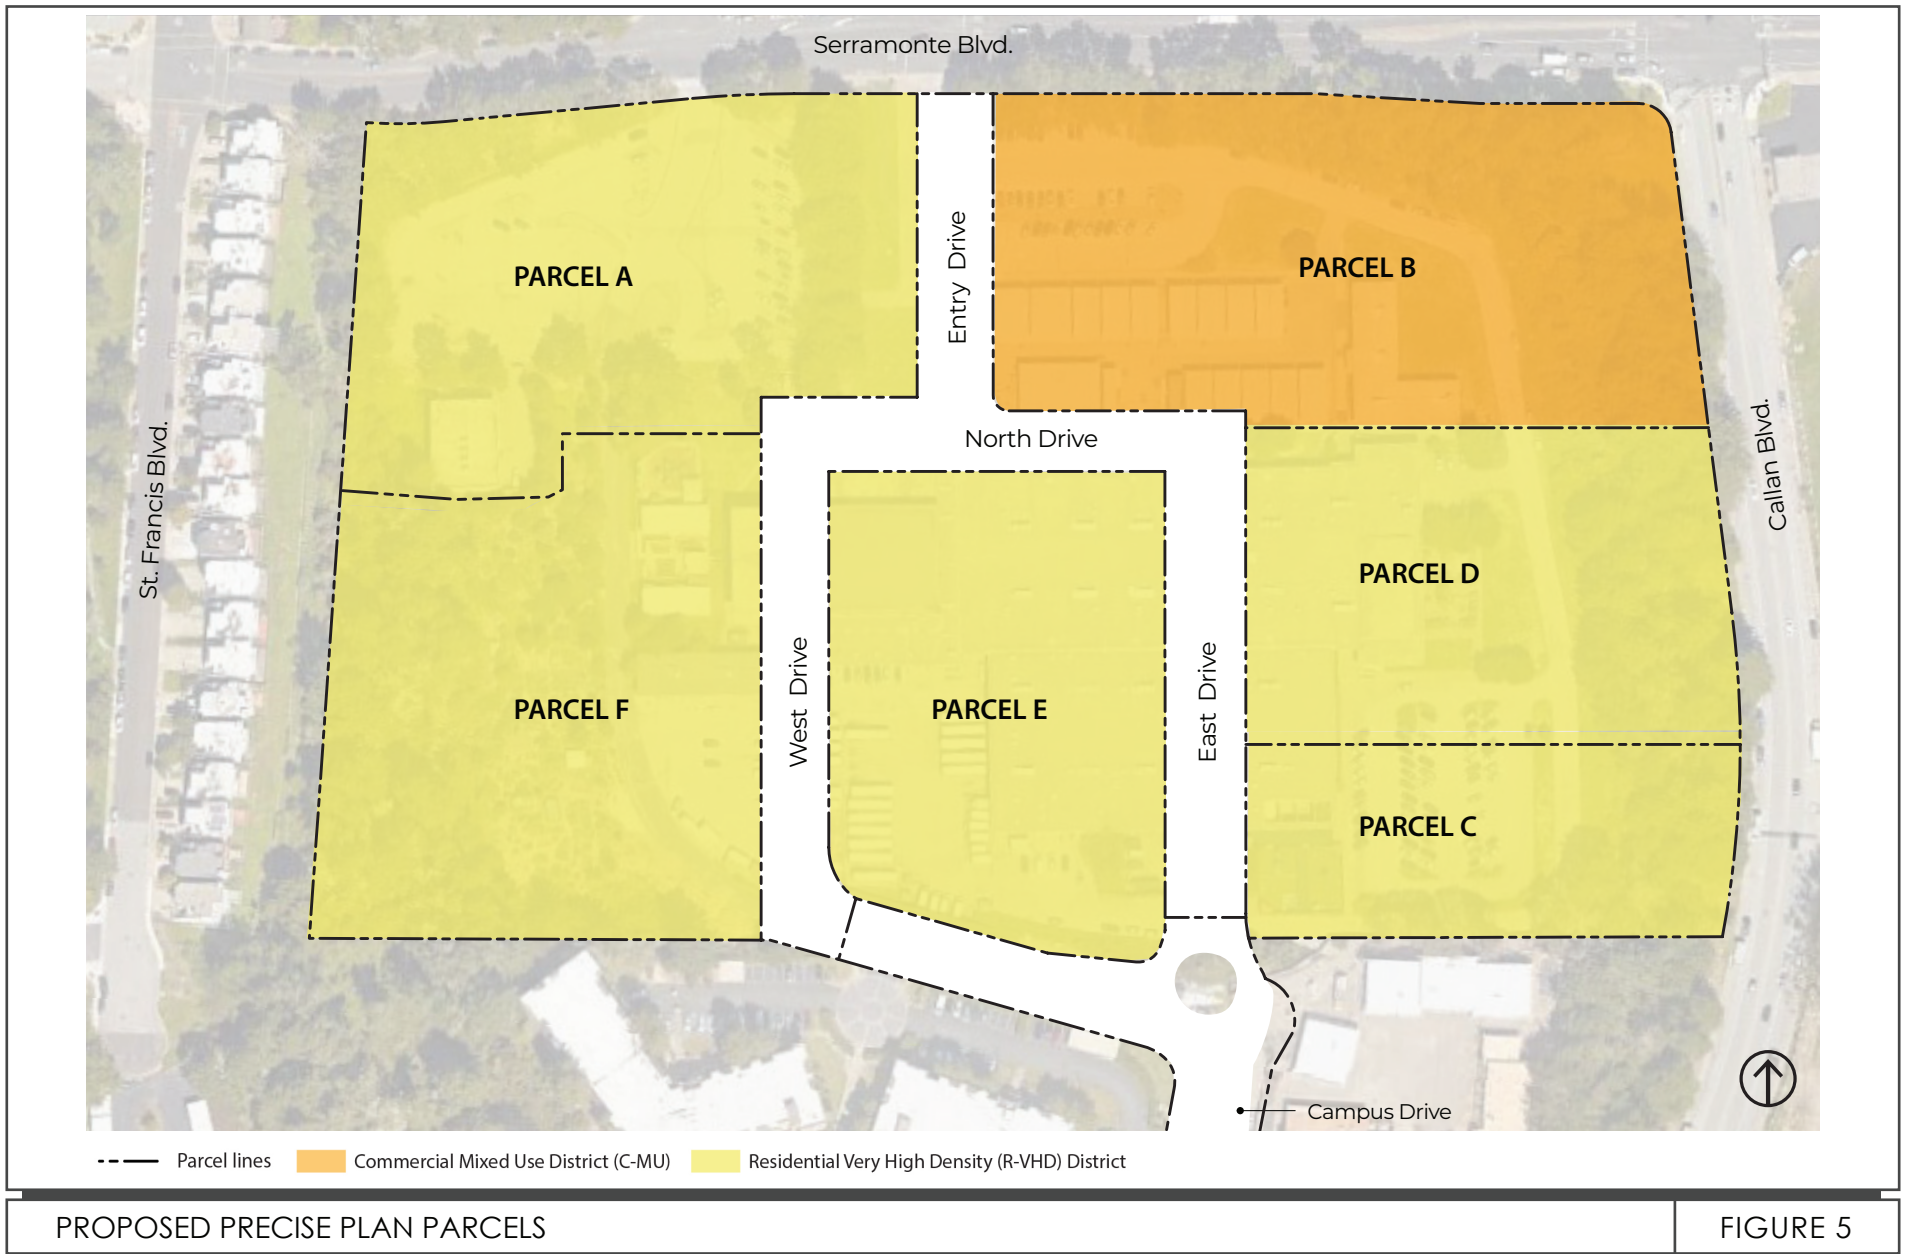 Serramonte Blvd.
PARCEL A
Entry Drive
PARCEL B
St. Francis Blvd.
North Drive
Callan Blvd.
PARCEL D
PARCEL F
West Drive
PARCEL E
East Drive
PARCEL C
Campus Drive
Parcel lines
Commercial Mixed Use District (C-MU)
Residential Very High Density (R-VHD) District
PROPOSED PRECISE PLAN PARCELS
FIGURE 5